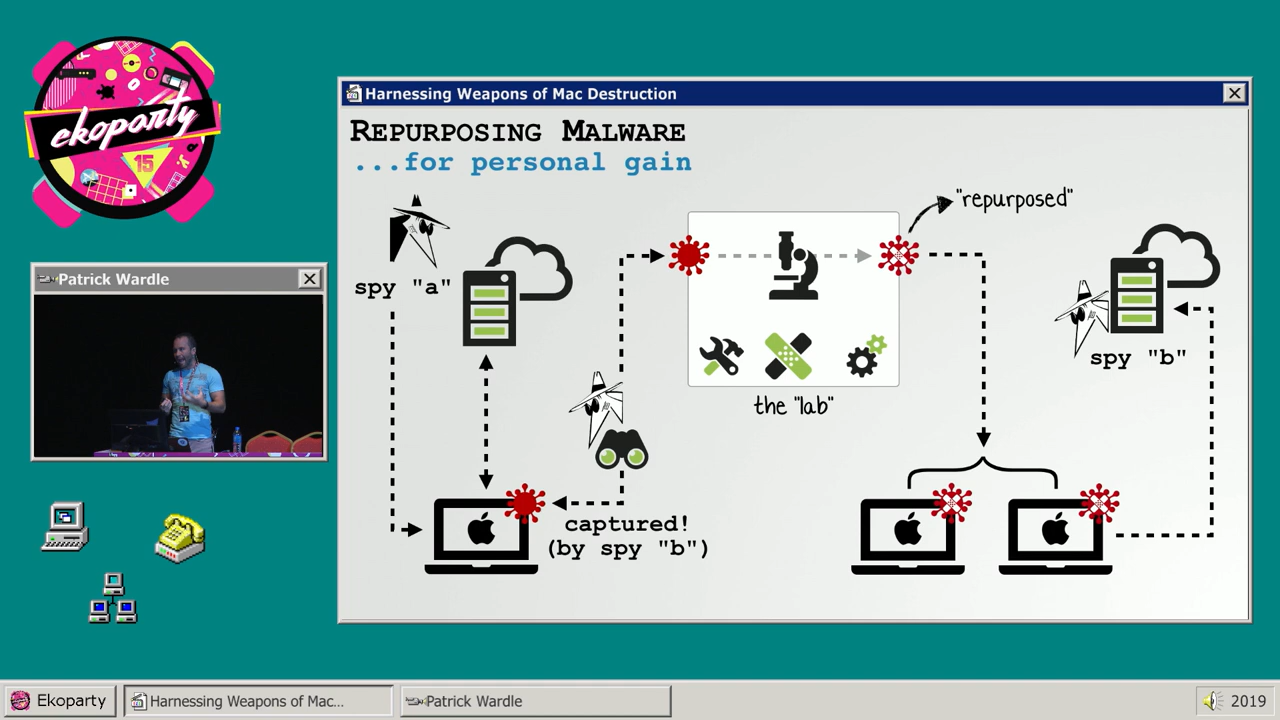 ekoparty
15
Patrick Wardle
Harnessing Weapons of Mac Destruction
REPURPOSING MALWARE
...for personal gain
"repurposed"
spy "a"
spy "b"
the "lab"
captured!
(by spy "b")
Ekoparty
Harnessing Weapons of Mac...
Patrick Wardle
2019